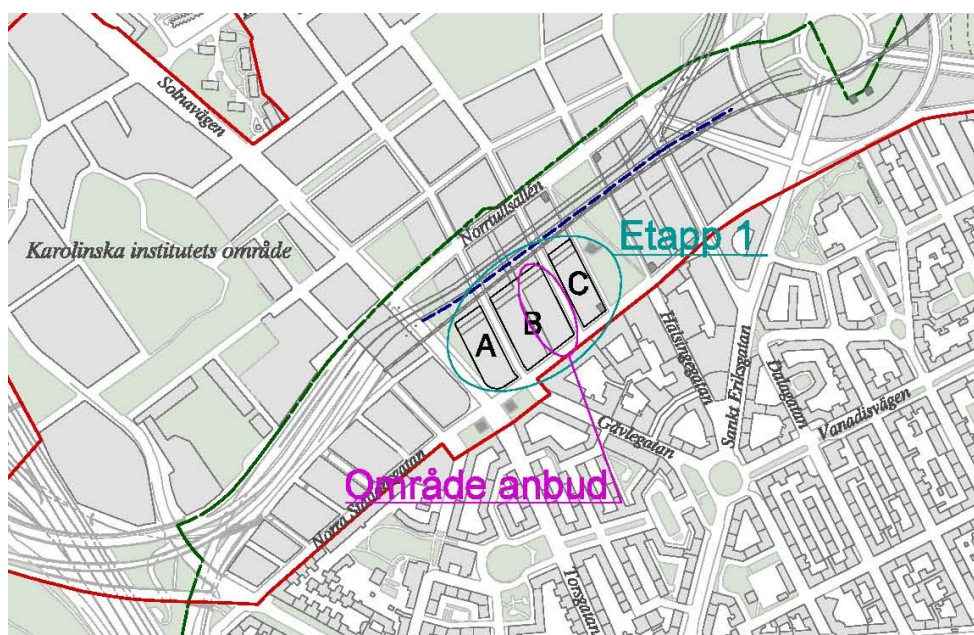 Solnavägen
Karolinska institutets område
Norrtullsallén
Etapp 1
A
B
C
Hälsingegatan
Sankt Eriksgatan
Dalagatan
Vanadisvägen
Gävlegatan
Område anbud
Norra Stationsgatan
Torsgatan